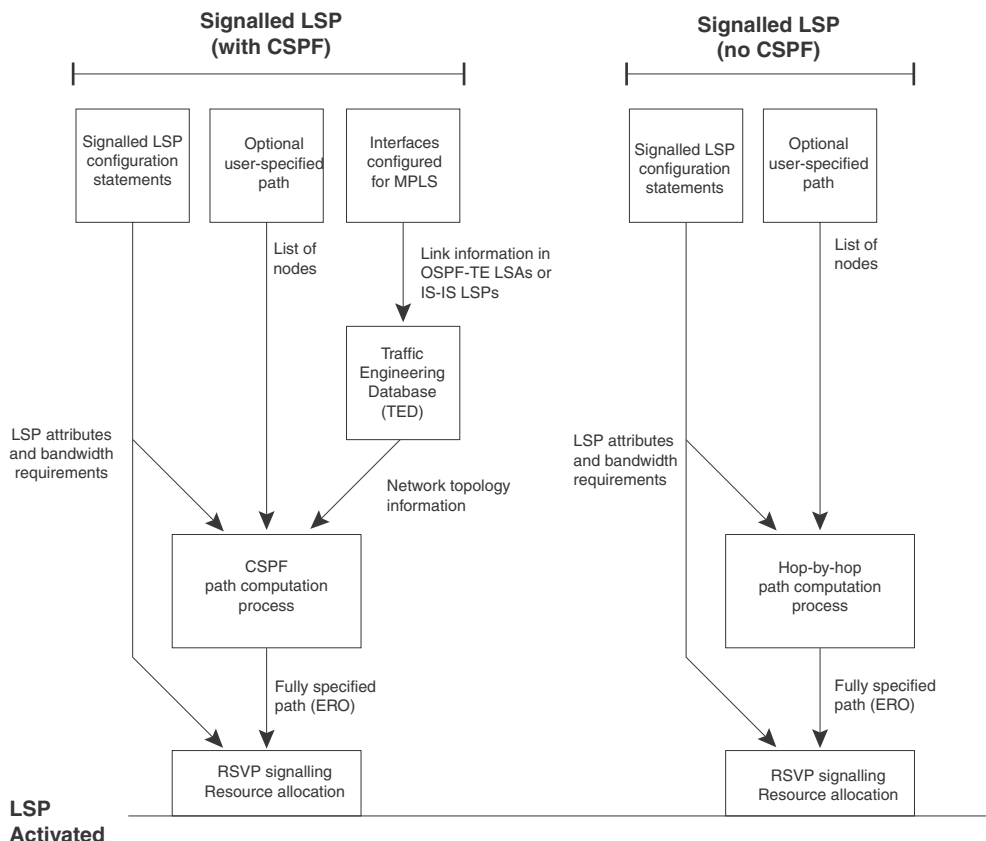 Signalled LSP
(with CSPF)
Signalled LSP
(no CSPF)
Signalled LSP
configuration
statements
Optional
user-specified
path
Interfaces
configured
for MPLS
Signalled LSP
configuration
statements
Optional
user-specified
path
List of
nodes
Link information in
OSPF-TE LSAs or
IS-IS LSPs
List of
nodes
Traffic
Engineering
Database
(TED)
LSP attributes
and bandwidth
requirements
Network topology
information
LSP attributes
and bandwidth
requirements
CSPF
path computation
process
Hop-by-hop
path computation
process
Fully specified
path (ERO)
Fully specified
path (ERO)
RSVP signalling
Resource allocation
RSVP signalling
Resource allocation
LSP
Activated